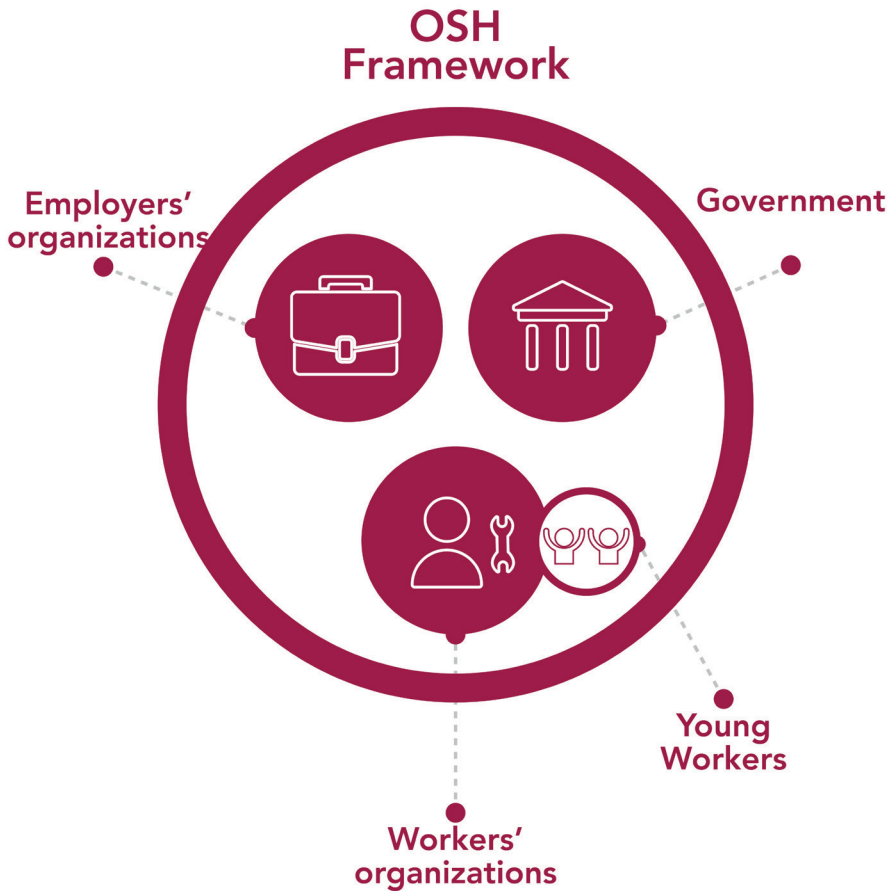 OSH
Framework
Employers’
organizations
Government
Young
Workers
Workers’
organizations